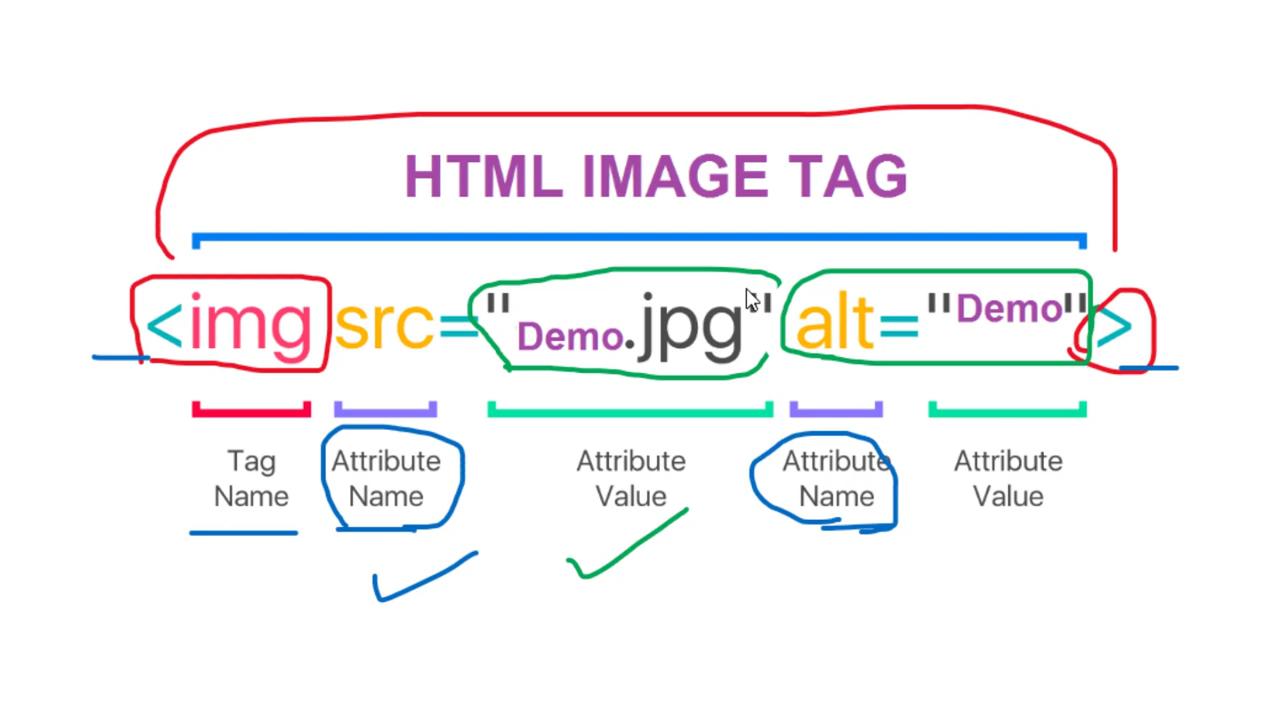 HTML IMAGE TAG
<img src="Demo.jpg" alt="Demo">
Tag Name
Attribute Name
Attribute Value
Attribute Name
Attribute Value